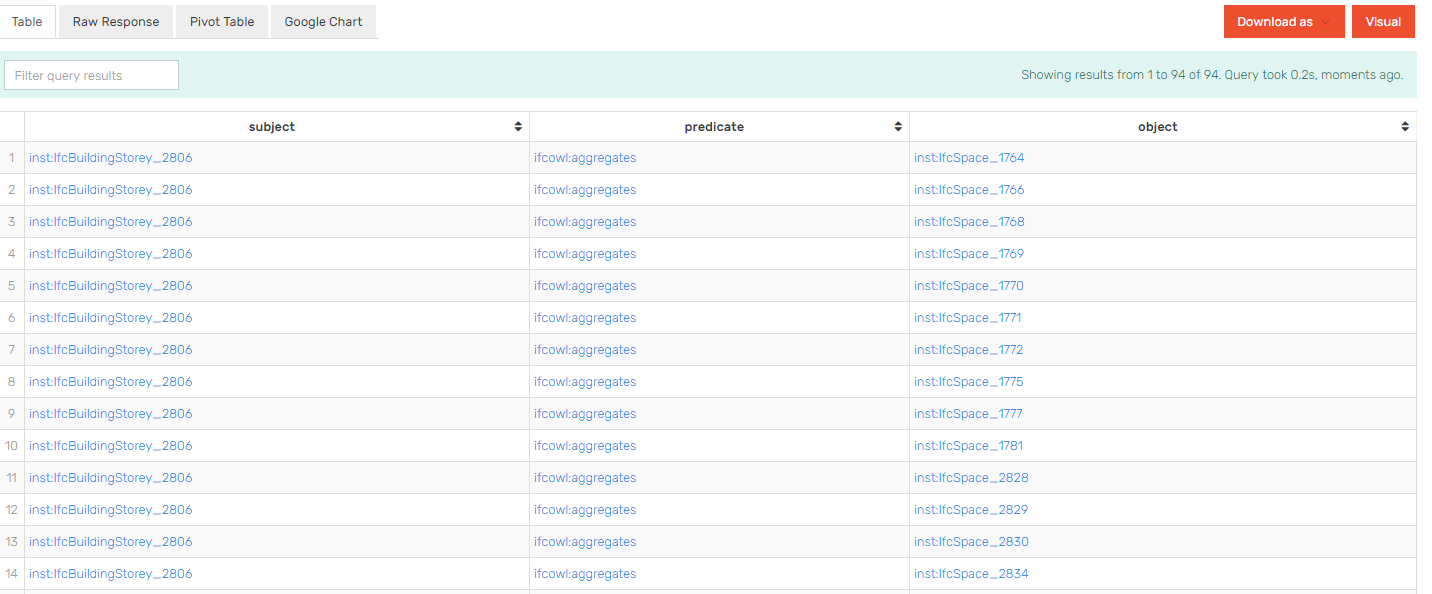 Table Raw Response Pivot Table Google Chart Download as Visual
Filter query results Showing results from 1 to 94 of 94. Query took 0.2s, moments ago.
subject predicate object
1 inst:IfcBuildingStorey_2806 ifcowl:aggregates inst:IfcSpace_1764
2 inst:IfcBuildingStorey_2806 ifcowl:aggregates inst:IfcSpace_1766
3 inst:IfcBuildingStorey_2806 ifcowl:aggregates inst:IfcSpace_1768
4 inst:IfcBuildingStorey_2806 ifcowl:aggregates inst:IfcSpace_1769
5 inst:IfcBuildingStorey_2806 ifcowl:aggregates inst:IfcSpace_1770
6 inst:IfcBuildingStorey_2806 ifcowl:aggregates inst:IfcSpace_1771
7 inst:IfcBuildingStorey_2806 ifcowl:aggregates inst:IfcSpace_1772
8 inst:IfcBuildingStorey_2806 ifcowl:aggregates inst:IfcSpace_1775
9 inst:IfcBuildingStorey_2806 ifcowl:aggregates inst:IfcSpace_1777
10 inst:IfcBuildingStorey_2806 ifcowl:aggregates inst:IfcSpace_1781
11 inst:IfcBuildingStorey_2806 ifcowl:aggregates inst:IfcSpace_2828
12 inst:IfcBuildingStorey_2806 ifcowl:aggregates inst:IfcSpace_2829
13 inst:IfcBuildingStorey_2806 ifcowl:aggregates inst:IfcSpace_2830
14 inst:IfcBuildingStorey_2806 ifcowl:aggregates inst:IfcSpace_2834